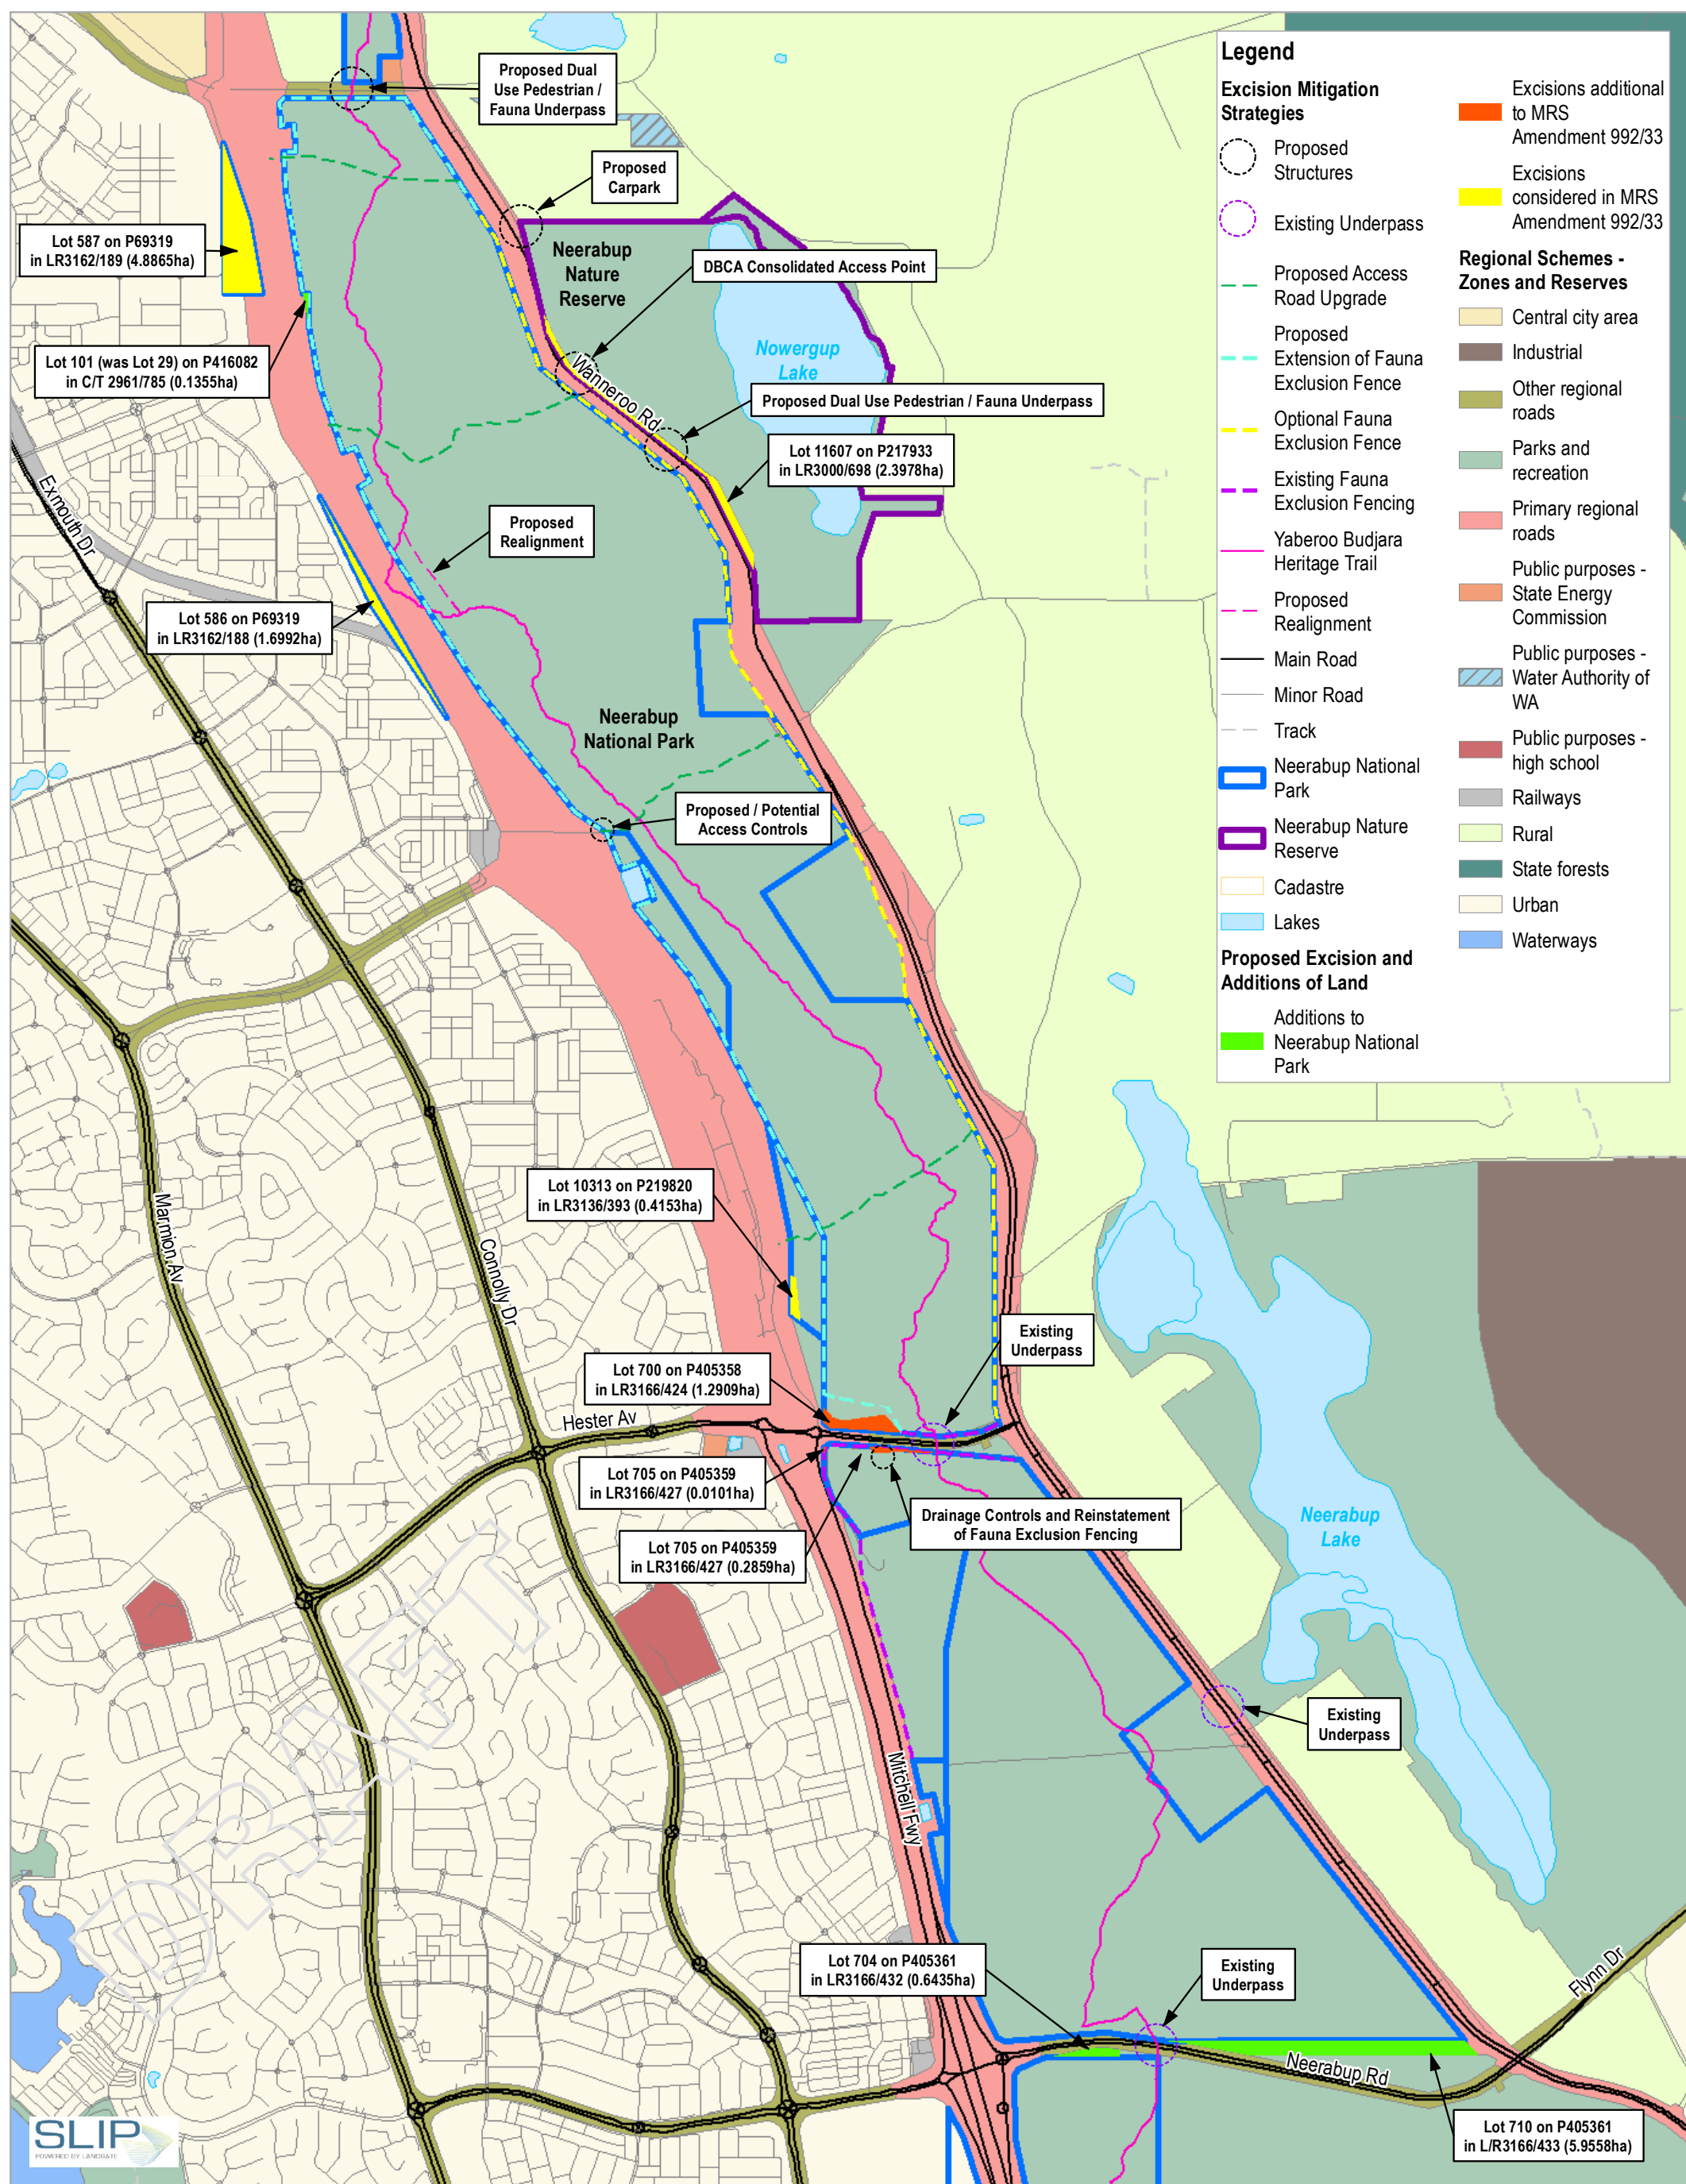 Proposed Dual
Use Pedestrian /
Fauna Underpass
Proposed
Carpark
Lot 587 on P69319
in LR3162/189 (4.8865ha)
Neerabup
Nature
Reserve
DBCA Consolidated Access Point
Lot 101 (was Lot 29) on P416082
in C/T 2961/785 (0.1355ha)
Nowergup
Lake
Wanneroo Rd
Proposed Dual Use Pedestrian / Fauna Underpass
Lot 11607 on P217933
in LR3000/698 (2.3978ha)
Exmouth Dr
Proposed
Realignment
Lot 586 on P69319
in LR3162/188 (1.6992ha)
Neerabup
National Park
Proposed / Potential
Access Controls
Lot 10313 on P219820
in LR3136/393 (0.4153ha)
Marmion Av
Connolly Dr
Existing
Underpass
Lot 700 on P405358
in LR3166/424 (1.2909ha)
Hester Av
Lot 705 on P405359
in LR3166/427 (0.0101ha)
Drainage Controls and Reinstatement
of Fauna Exclusion Fencing
Lot 705 on P405359
in LR3166/427 (0.2859ha)
Neerabup
Lake
Existing
Underpass
Mitchell Fwy
DRAFT
Lot 704 on P405361
in LR3166/432 (0.6435ha)
Existing
Underpass
Flynn Dr
Neerabup Rd
Lot 710 on P405361
in L/R3166/433 (5.9558ha)
SLIP
POWERED BY LANDGATE
Legend
Excision Mitigation
Strategies
Proposed
Structures
Existing Underpass
Proposed Access
Road Upgrade
Proposed
Extension of Fauna
Exclusion Fence
Optional Fauna
Exclusion Fence
Existing Fauna
Exclusion Fencing
Yaberoo Budjara
Heritage Trail
Proposed
Realignment
Main Road
Minor Road
Track
Neerabup National
Park
Neerabup Nature
Reserve
Cadastre
Lakes
Proposed Excision and
Additions of Land
Additions to
Neerabup National
Park
Excisions additional
to MRS
Amendment 992/33
Excisions
considered in MRS
Amendment 992/33
Regional Schemes -
Zones and Reserves
Central city area
Industrial
Other regional
roads
Parks and
recreation
Primary regional
roads
Public purposes -
State Energy
Commission
Public purposes -
Water Authority of
WA
Public purposes -
high school
Railways
Rural
State forests
Urban
Waterways